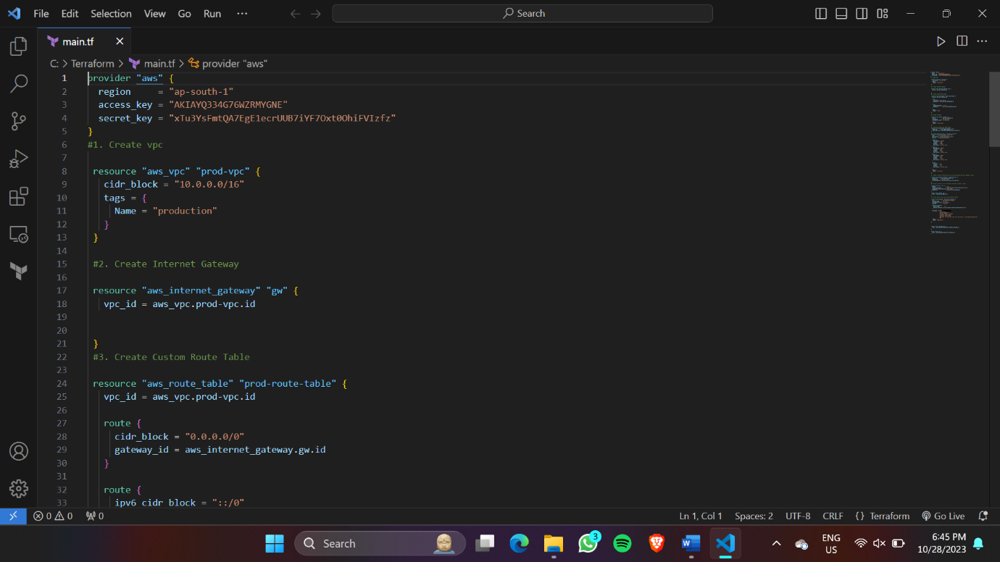 File Edit Selection View Go Run ...
Search
main.tf
C: > Terraform > main.tf > provider "aws"
1 provider "aws" {
2 region = "ap-south-1"
3 access_key = "AKIAYQ334G76WZRMYGNE"
4 secret_key = "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"
5 }
6 #1. Create vpc
7
8 resource "aws_vpc" "prod-vpc" {
9 cidr_block = "10.0.0.0/16"
10 tags = {
11 Name = "production"
12 }
13 }
14
15 #2. Create Internet Gateway
16
17 resource "aws_internet_gateway" "gw" {
18 vpc_id = aws_vpc.prod-vpc.id
19
20
21 }
22 #3. Create Custom Route Table
23
24 resource "aws_route_table" "prod-route-table" {
25 vpc_id = aws_vpc.prod-vpc.id
26
27 route {
28 cidr_block = "0.0.0.0/0"
29 gateway_id = aws_internet_gateway.gw.id
30 }
31
32 route {
33 ipv6_cidr_block = "::/0"
0 0 0 Ln 1, Col 1 Spaces: 2 UTF-8 CRLF {} Terraform Go Live
Search 3 ENG US 6:45 PM 10/28/2023